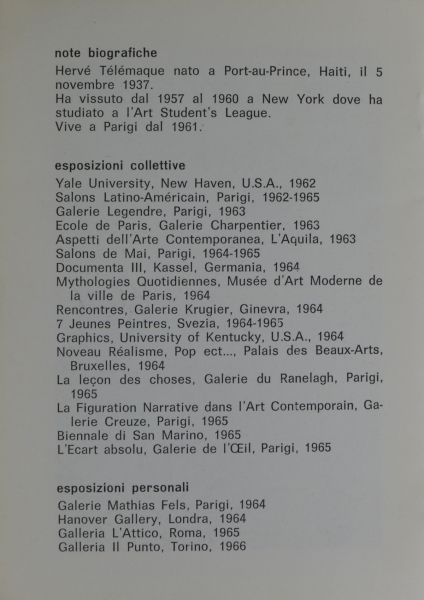 note biografiche
Hervé Télémaque nato a Port-au-Prince, Haiti, il 5
novembre 1937.
Ha vissuto dal 1957 al 1960 a New York dove ha
studiato a l'Art Student's League.
Vive a Parigi dal 1961.
esposizioni collettive
Yale University, New Haven, U.S.A., 1962
Salons Latino-Américain, Parigi, 1962-1965
Galerie Legendre, Parigi, 1963
Ecole de Paris, Galerie Charpentier, 1963
Aspetti dell'Arte Contemporanea, L'Aquila, 1963
Salons de Mai, Parigi, 1964-1965
Documenta III, Kassel, Germania, 1964
Mythologies Quotidiennes, Musée d'Art Moderne de
la ville de Paris, 1964
Rencontres, Galerie Krugier, Ginevra, 1964
7 Jeunes Peintres, Svezia, 1964-1965
Graphics, University of Kentucky, U.S.A., 1964
Noveau Réalisme, Pop ect..., Palais des Beaux-Arts,
Bruxelles, 1964
La leçon des choses, Galerie du Ranelagh, Parigi,
1965
La Figuration Narrative dans l'Art Contemporain, Ga-
lerie Creuze, Parigi, 1965
Biennale di San Marino, 1965
L'Ecart absolu, Galerie de l'Œil, Parigi, 1965
esposizioni personali
Galerie Mathias Fels, Parigi, 1964
Hanover Gallery, Londra, 1964
Galleria L'Attico, Roma, 1965
Galleria Il Punto, Torino, 1966